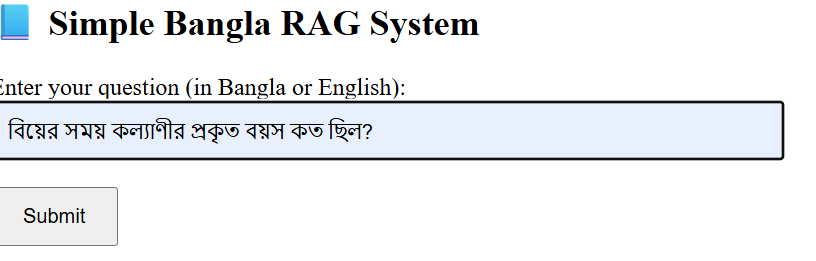 Simple Bangla RAG System
Enter your question (in Bangla or English):
বিয়ের সময় কল্যাণীর প্রকৃত বয়স কত ছিল?
Submit